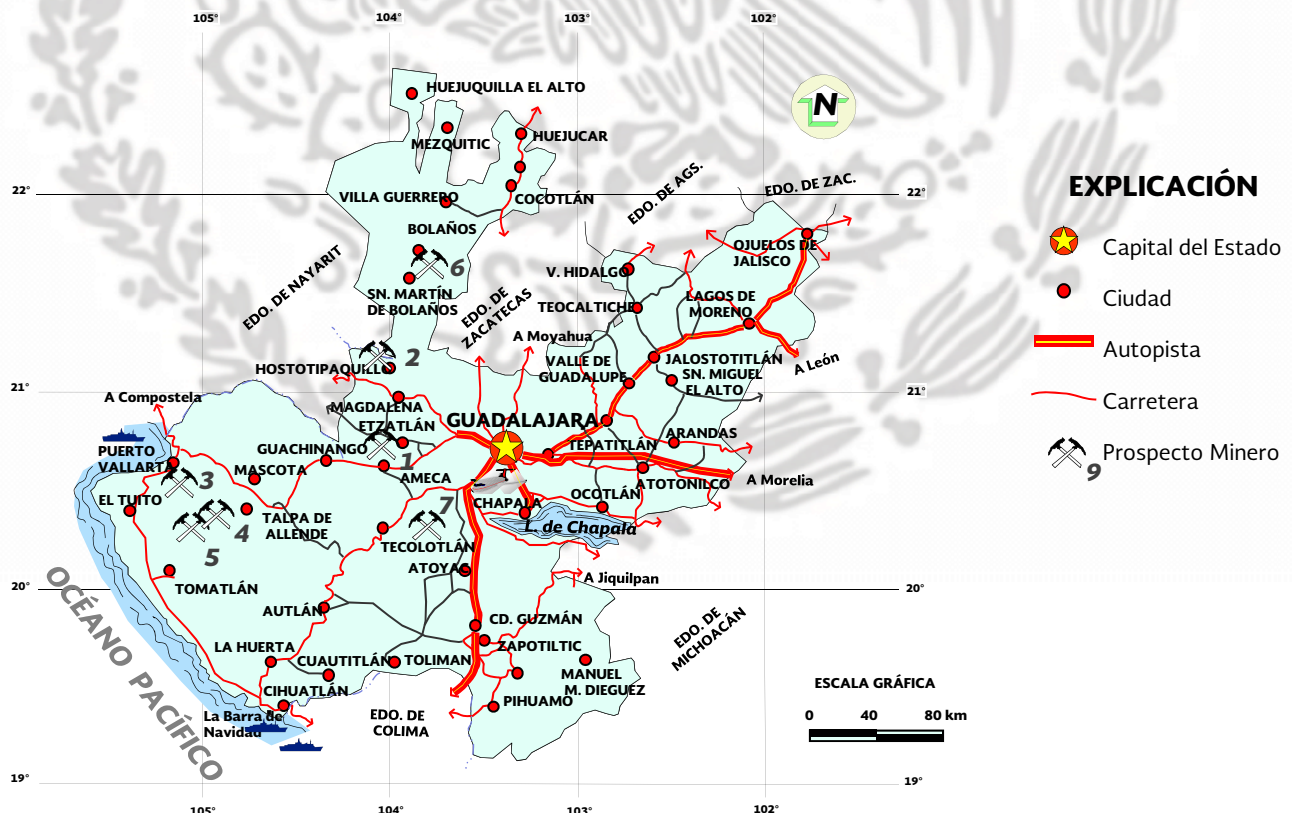 105°
104°
103°
102°
HUEJUQUILLA EL ALTO
MEZQUITIC
HUEJUCAR
N
22°
VILLA GUERRERO
COCOTLÁN
EDO. DE AGS.
EDO. DE ZAC.
22°
BOLAÑOS
6
SN. MARTÍN
DE BOLAÑOS
EDO. DE NAYARIT
EDO. DE
ZACATECAS
V. HIDALGO
OJUELOS DE
JALISCO
TEOCALTICHE
LAGOS DE
MORENO
A Moyahua
2
HOSTOTIPAQUILLO
VALLE DE
GUADALUPE
JALOSTOTITLÁN
SN. MIGUEL
EL ALTO
A León
21°
21°
A Compostela
MAGDALENA
ETZATLÁN
GUADALAJARA
PUERTO
VALLARTA
GUACHINANGO
1
TEPATITLÁN
ARANDAS
MASCOTA
3
AMECA
ATOTONILCO
A Morelia
EL TUITO
4
5
TALPA DE
ALLENDE
7
CHAPALA
OCOTLÁN
L. de Chapala
TECOLOTLÁN
ATOYAC
A Jiquilpan
20°
20°
TOMATLÁN
AUTLÁN
CD. GUZMÁN
EDO. DE
MICHOACÁN
LA HUERTA
ZAPOTILTIC
CUAUTITLÁN
TOLIMAN
MANUEL
M. DIEGUEZ
CIHUATLÁN
PIHUAMO
La Barra de
Navidad
EDO. DE
COLIMA
OCÉANO PACÍFICO
19°
19°
105°
104°
103°
102°
EXPLICACIÓN
Capital del Estado
Ciudad
Autopista
Carretera
Prospecto Minero
9
ESCALA GRÁFICA
0 40 80 km